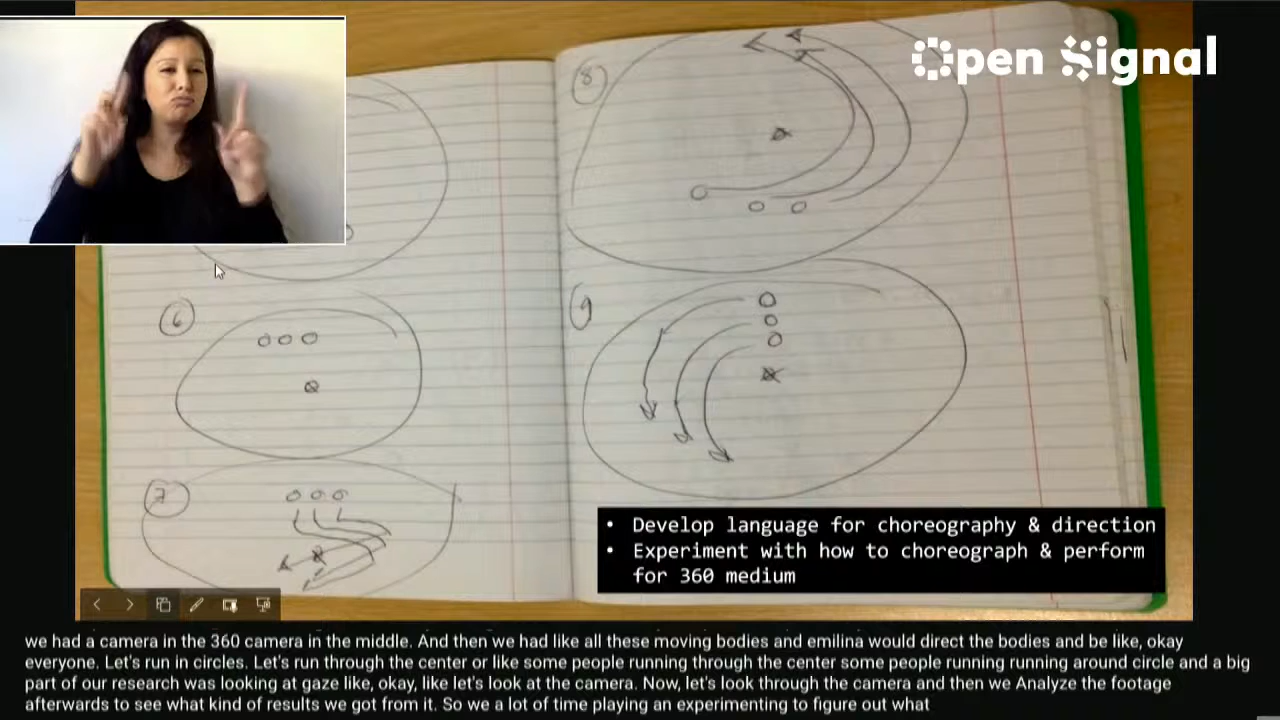 Open Signal
8
6
9
7
• Develop language for choreography & direction
• Experiment with how to choreograph & perform
for 360 medium
we had a camera in the 360 camera in the middle. And then we had like all these moving bodies and emilina would direct the bodies and be like, okay
everyone. Let's run in circles. Let's run through the center or like some people running through the center some people running running around circle and a big
part of our research was looking at gaze like, okay, like let's look at the camera. Now, let's look through the camera and then we Analyze the footage
afterwards to see what kind of results we got from it. So we a lot of time playing an experimenting to figure out what